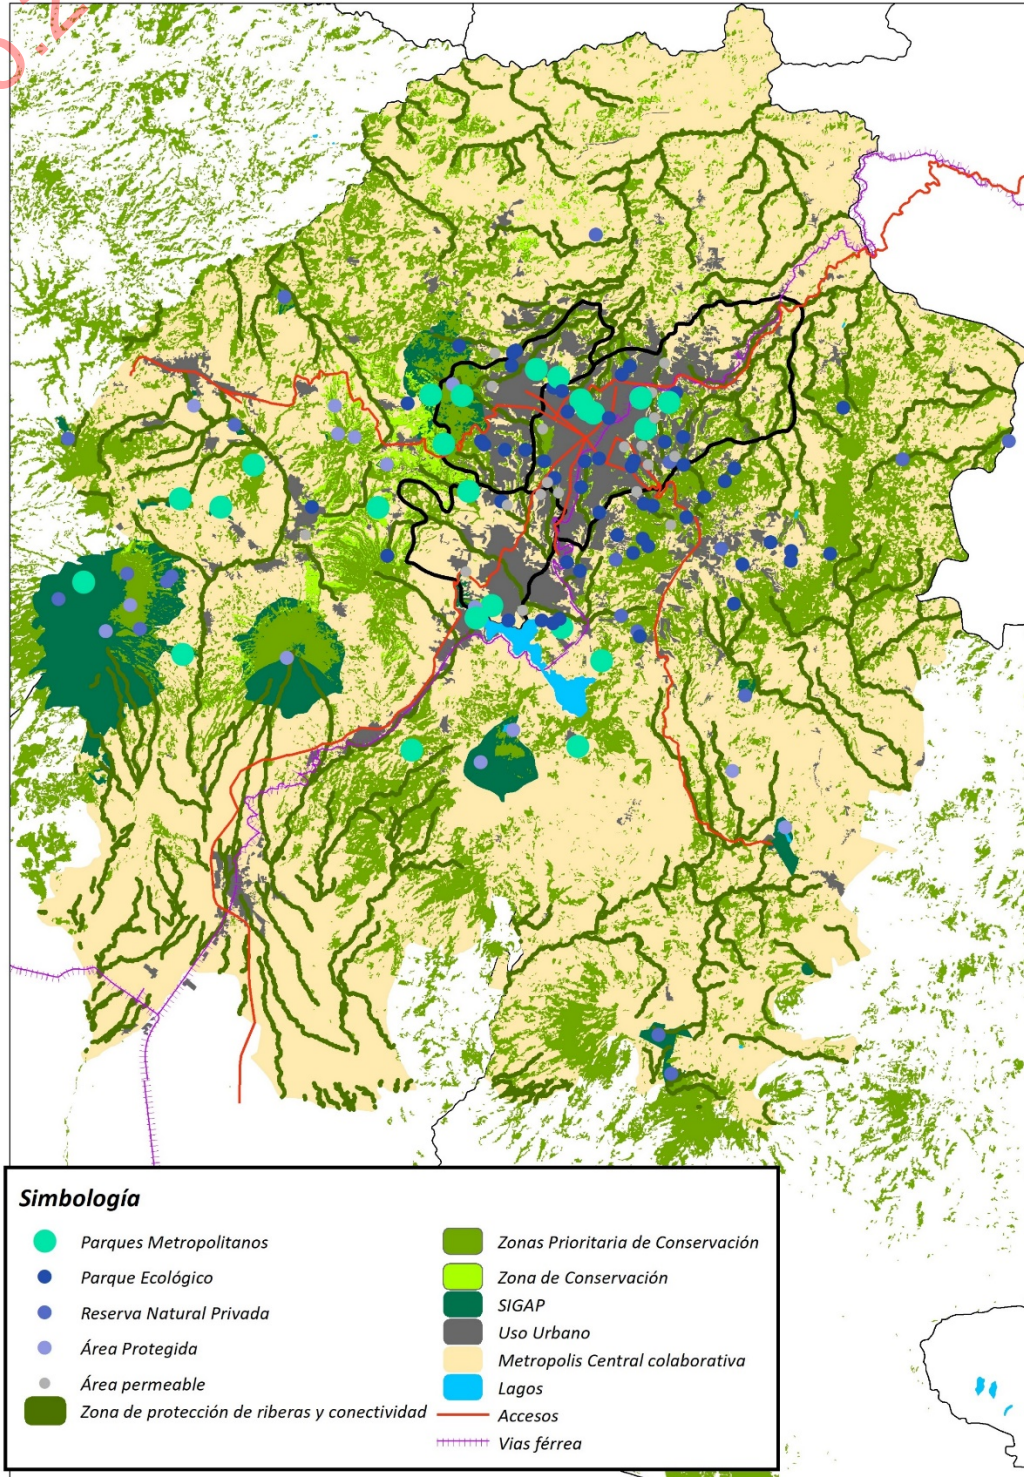 Simbología
Parques Metropolitanos
Parque Ecológico
Reserva Natural Privada
Área Protegida
Área permeable
Zona de protección de riberas y conectividad
Zonas Prioritaria de Conservación
Zona de Conservación
SIGAP
Uso Urbano
Metropolis Central colaborativa
Lagos
Accesos
Vias férrea